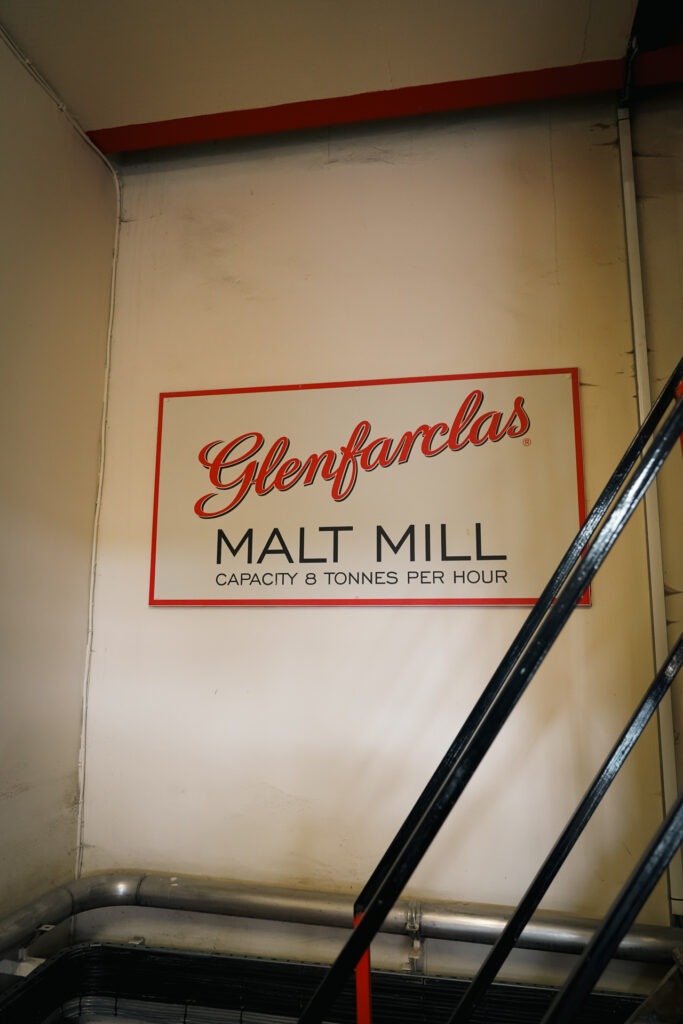 Glenfarclas®
MALT MILL
CAPACITY 8 TONNES PER HOUR